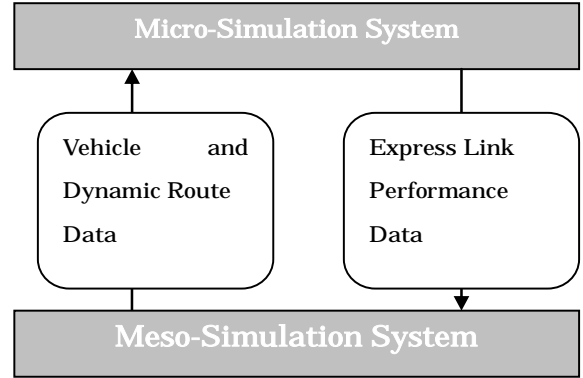 Micro-Simulation System
Vehicle and
Dynamic Route
Data
Express Link
Performance
Data
Meso-Simulation System